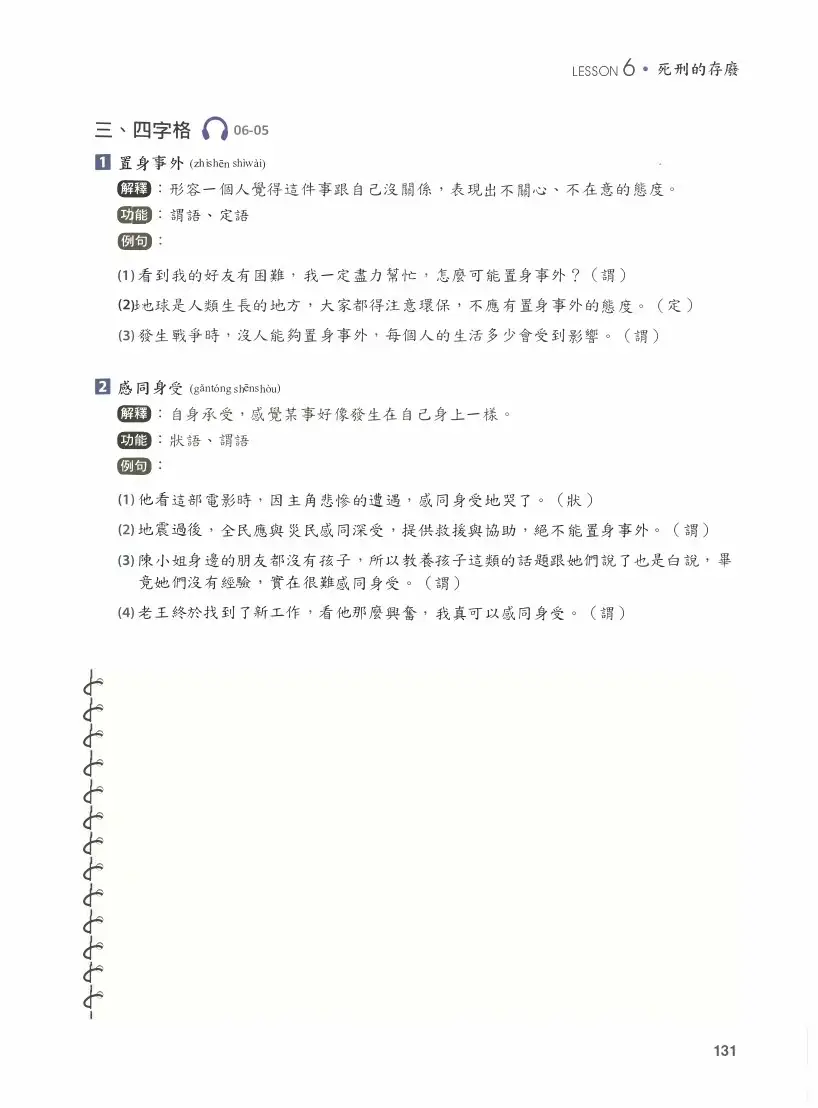 LESSON 6 • 死刑的存廢
三、四字格 06-05
1 置身事外 (zhìshēn shìwài)
解釋：形容一個人覺得這件事跟自己沒關係，表現出不關心、不在意的態度。
功能：謂語、定語
例句：
(1) 看到我的好友有困難，我一定盡力幫忙，怎麼可能置身事外？（謂）
(2) 地球是人類生長的地方，大家都得注意環保，不應有置身事外的態度。（定）
(3) 發生戰爭時，沒人能夠置身事外，每個人的生活多少會受到影響。（謂）
2 感同身受 (gǎntóng shēnshòu)
解釋：自身承受，感覺某事好像發生在自己身上一樣。
功能：狀語、謂語
例句：
(1) 他看這部電影時，因主角悲慘的遭遇，感同身受地哭了。（狀）
(2) 地震過後，全民應與災民感同深受，提供救援與協助，絕不能置身事外。（謂）
(3) 陳小姐身邊的朋友都沒有孩子，所以教養孩子這類的話題跟她們說了也是白說，畢
竟她們沒有經驗，實在很難感同身受。（謂）
(4) 老王終於找到了新工作，看他那麼興奮，我真可以感同身受。（謂）
131